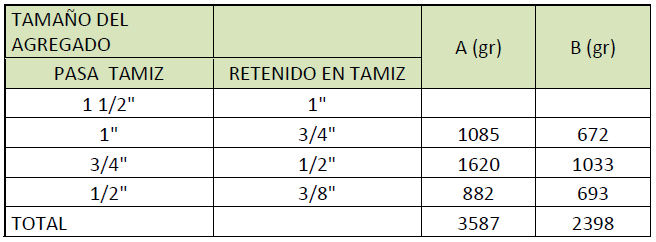 TAMAÑO DEL
AGREGADO
A (gr) B (gr)
PASA TAMIZ RETENIDO EN TAMIZ
1 1/2" 1"
1" 3/4" 1085 672
3/4" 1/2" 1620 1033
1/2" 3/8" 882 693
TOTAL 3587 2398